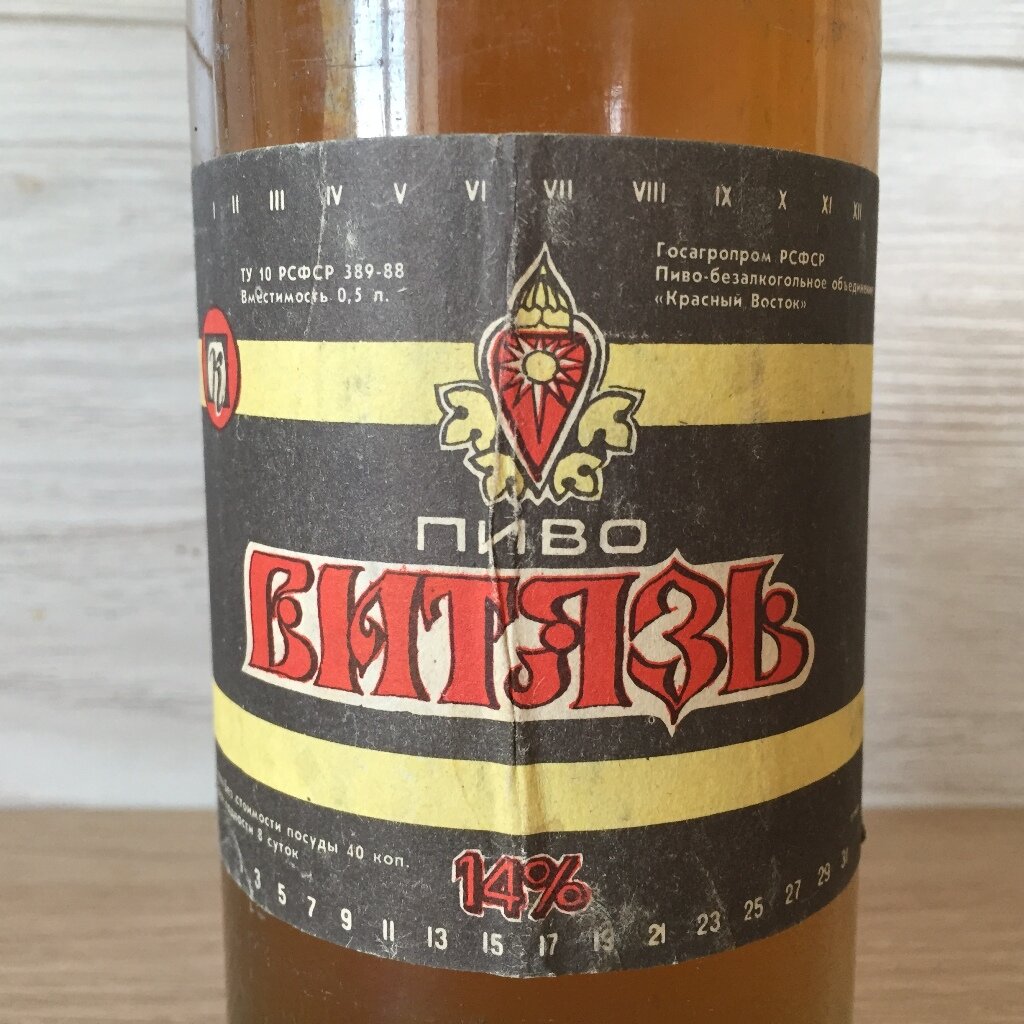 I II III IV V VI VII VIII IX X XI XII
ТУ 10 РСФСР 389-88
Вместимость 0,5 л.
Госагропром РСФСР
Пиво-безалкогольное объединение
«Красный Восток»
ПИВО
ВИТЯЗЬ
стоимости посуды 40 коп.
8 суток
14%
3 5 7 9 11 13 15 17 19 21 23 25 27 29 31